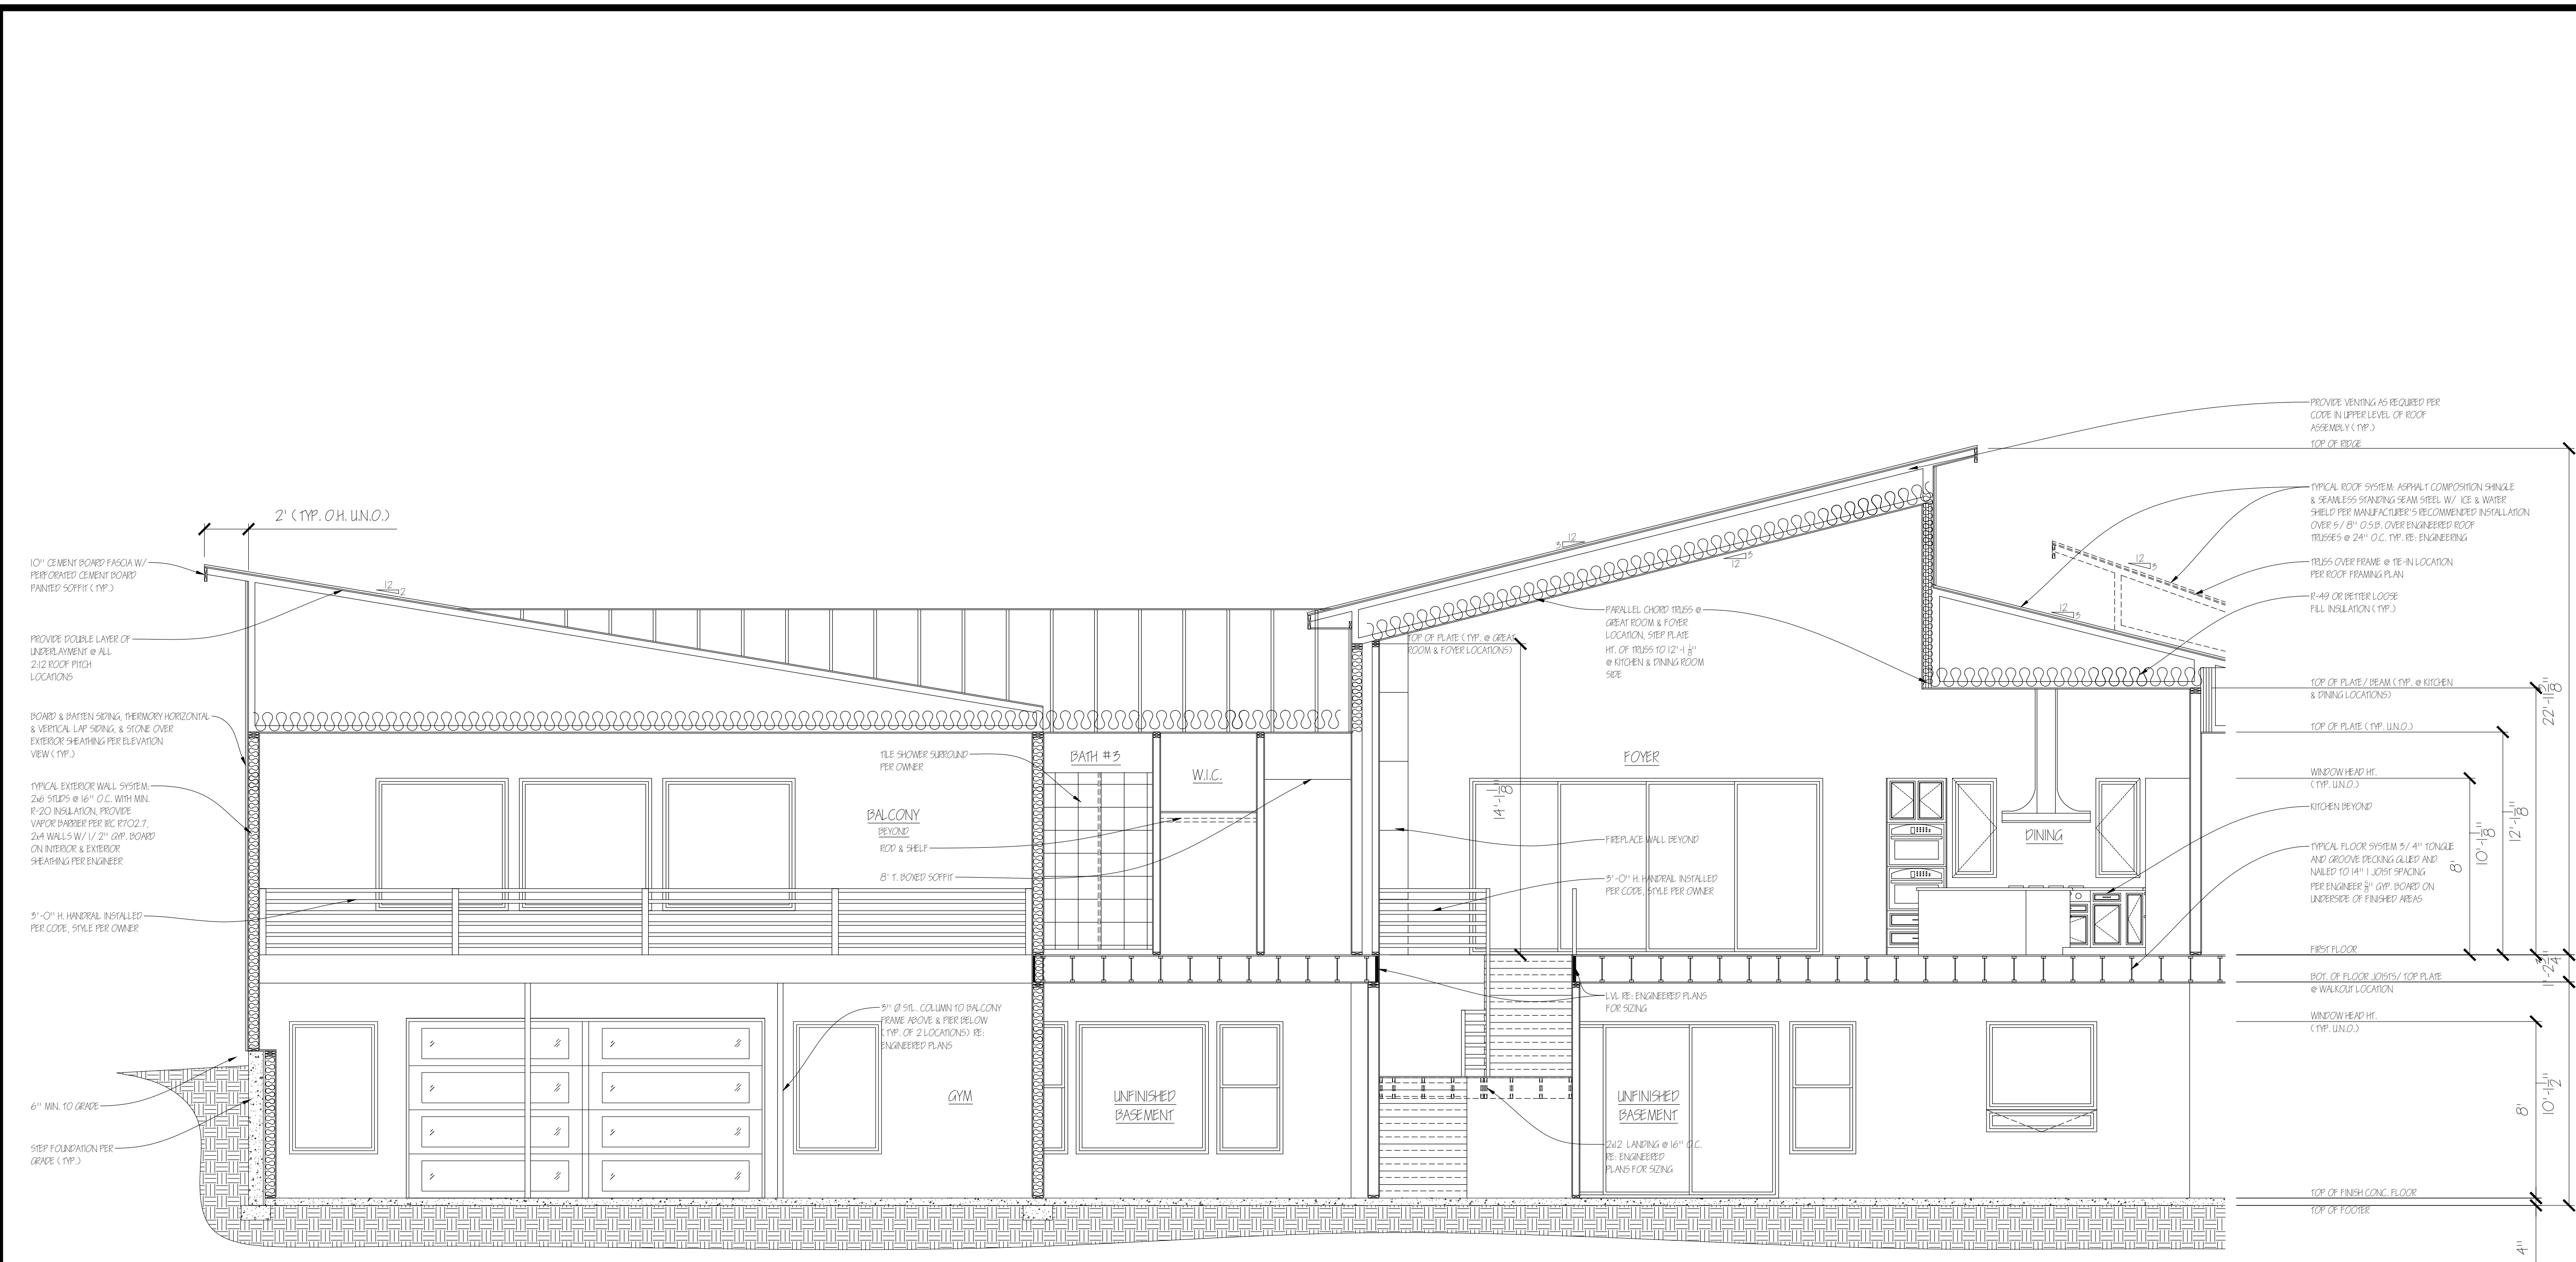 2' ( TYP. O.H. U.N.O.)
10" CEMENT BOARD FASCIA W/
PERFORATED CEMENT BOARD
PAINTED SOFFIT ( TYP.)
12
2
PROVIDE DOUBLE LAYER OF
UNDERLAYMENT @ ALL
2:12 ROOF PITCH
LOCATIONS
BOARD & BATTEN SIDING, THERMORY HORIZONTAL
& VERTICAL LAP SIDING, & STONE OVER
EXTERIOR SHEATHING PER ELEVATION
VIEW ( TYP.)
TYPICAL EXTERIOR WALL SYSTEM:
2x6 STUDS @ 16" O.C. WITH MIN.
R-20 INSULATION, PROVIDE
VAPOR BARRIER PER IRC R702.7,
2x4 WALLS W/ 1/ 2" GYP. BOARD
ON INTERIOR & EXTERIOR
SHEATHING PER ENGINEER
3'-0" H. HANDRAIL INSTALLED
PER CODE, STYLE PER OWNER
6" MIN. TO GRADE
STEP FOUNDATION PER
GRADE ( TYP.)
BALCONY
BEYOND
TILE SHOWER SURROUND
PER OWNER
ROD & SHELF
8' T. BOXED SOFFIT
BATH #3
W.I.C.
3" Ø STL. COLUMN TO BALCONY
FRAME ABOVE & PIER BELOW
( TYP. OF 2 LOCATIONS) RE:
ENGINEERED PLANS
GYM
UNFINISHED
BASEMENT
12
3
3
12
TOP OF PLATE ( TYP. @ GREAT
ROOM & FOYER LOCATIONS)
14'-1 1/8"
PARALLEL CHORD TRUSS @
GREAT ROOM & FOYER
LOCATION, STEP PLATE
HT. OF TRUSS TO 12'-1 1/8"
@ KITCHEN & DINING ROOM
SIDE
FOYER
FIREPLACE WALL BEYOND
3'-0" H. HANDRAIL INSTALLED
PER CODE, STYLE PER OWNER
LVL RE: ENGINEERED PLANS
FOR SIZING
UNFINISHED
BASEMENT
2x12 LANDING @ 16" O.C.
RE: ENGINEERED
PLANS FOR SIZING
DINING
12
3
12
3
PROVIDE VENTING AS REQUIRED PER
CODE IN UPPER LEVEL OF ROOF
ASSEMBLY ( TYP.)
TOP OF RIDGE
TYPICAL ROOF SYSTEM: ASPHALT COMPOSITION SHINGLE
& SEAMLESS STANDING SEAM STEEL W/ ICE & WATER
SHIELD PER MANUFACTURER'S RECOMMENDED INSTALLATION
OVER 5/ 8" O.S.B. OVER ENGINEERED ROOF
TRUSSES @ 24" O.C. TYP. RE: ENGINEERING
TRUSS OVER FRAME @ TIE-IN LOCATION
PER ROOF FRAMING PLAN
R-49 OR BETTER LOOSE
FILL INSULATION ( TYP.)
TOP OF PLATE/ BEAM ( TYP. @ KITCHEN
& DINING LOCATIONS)
TOP OF PLATE ( TYP. U.N.O.)
WINDOW HEAD HT.
( TYP. U.N.O.)
KITCHEN BEYOND
TYPICAL FLOOR SYSTEM 3/ 4" TONGUE
AND GROOVE DECKING GLUED AND
NAILED TO 14" I JOIST SPACING
PER ENGINEER 5/8" GYP. BOARD ON
UNDERSIDE OF FINISHED AREAS
FIRST FLOOR
BOT. OF FLOOR JOISTS/ TOP PLATE
@ WALKOUT LOCATION
WINDOW HEAD HT.
( TYP. U.N.O.)
TOP OF FINISH CONC. FLOOR
TOP OF FOOTER
8'
10'-1 1/8"
12'-1 1/8"
8'
10'-1 1/2"
4"